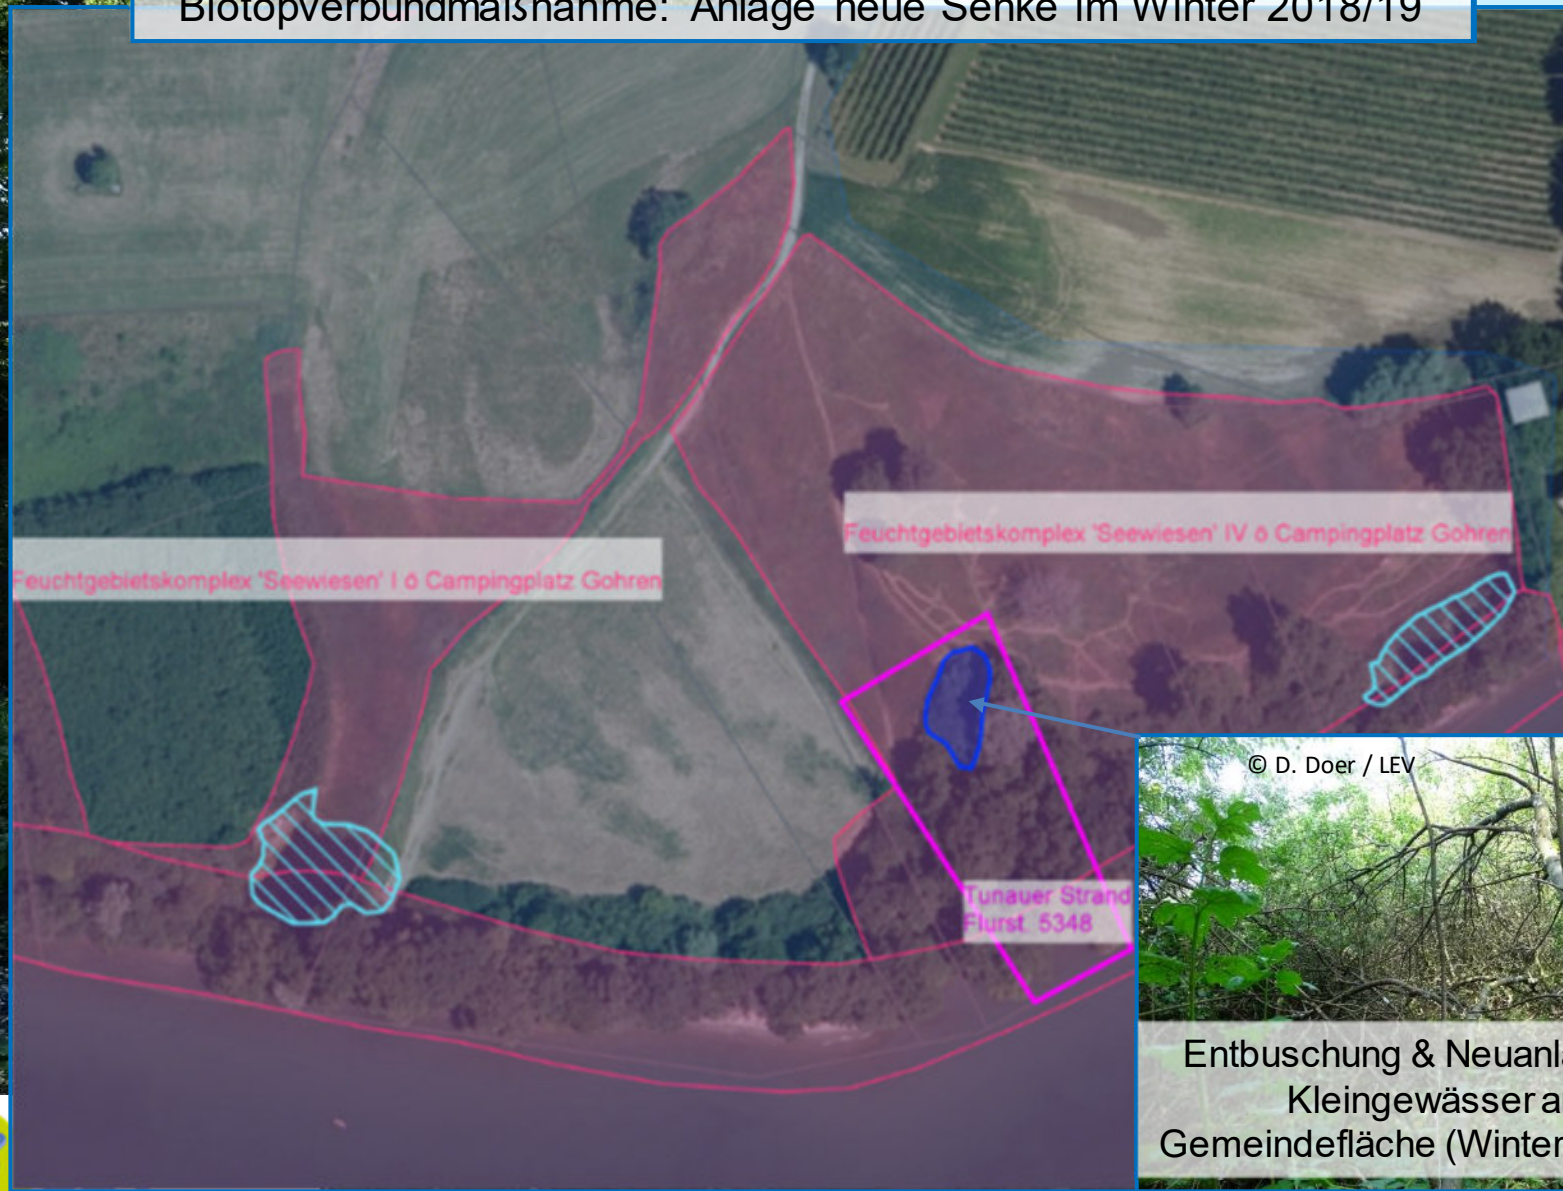 Biotopverbundmaßnahme: Anlage neue Senke im Winter 2018/19
Feuchtgebietskomplex 'Seewiesen' IV ö Campingplatz Gohren
Feuchtgebietskomplex 'Seewiesen' I ö Campingplatz Gohren
© D. Doer / LEV
Tunauer Strand
Flurst. 5348
Entbuschung & Neuanl
Kleingewässer a
Gemeindefläche (Winter